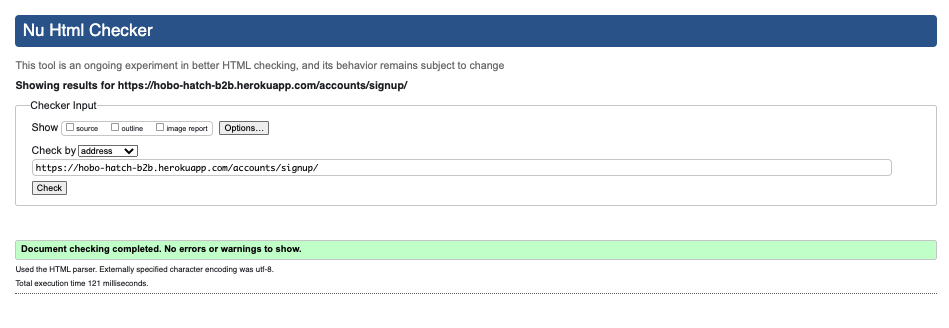 Nu Html Checker
This tool is an ongoing experiment in better HTML checking, and its behavior remains subject to change
Showing results for https://hobo-hatch-b2b.herokuapp.com/accounts/signup/
Checker Input
Show source outline image report Options...
Check by address
https://hobo-hatch-b2b.herokuapp.com/accounts/signup/
Check
Document checking completed. No errors or warnings to show.
Used the HTML parser. Externally specified character encoding was utf-8.
Total execution time 121 milliseconds.